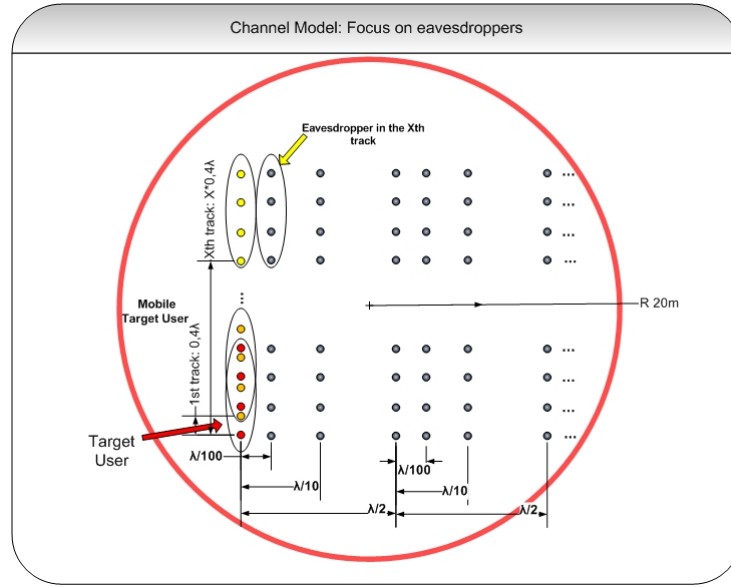 Channel Model: Focus on eavesdroppers
Eavesdropper in the Xth
track
Xth track: X*0,4λ
...
...
...
...
Mobile
Target User
...
R 20m
1st track: 0,4λ
...
...
...
...
Target
User
λ/100
λ/100
λ/10
λ/10
λ/2
λ/2